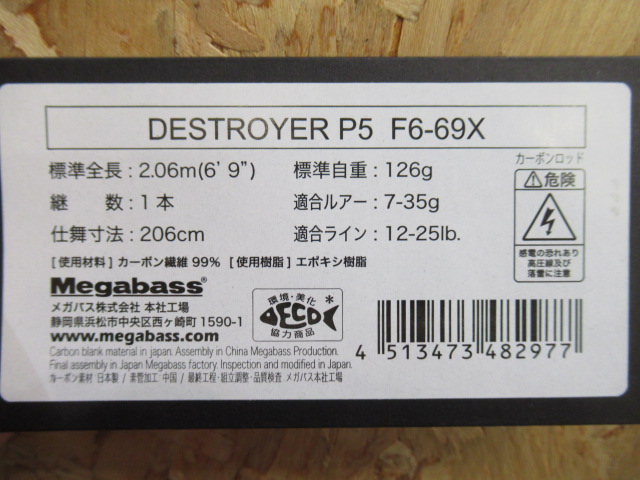 DESTROYER P5 F6-69X
標準全長 : 2.06m(6' 9") 標準自重 : 126g
継 数 : 1 本 適合ルアー : 7-35g
仕舞寸法 : 206cm 適合ライン : 12-25lb.
[ 使用材料 ] カーボン繊維 99% [ 使用樹脂 ] エポキシ樹脂
カーボンロッド
⚠危険
感電の恐れあり
高圧線及び
落雷に注意
Megabass®
メガバス株式会社 本社工場
静岡県浜松市中央区西ヶ崎町 1590-1
www.megabass.com
環境・美化
ECO
協力商品
Carbon blank material in japan. Assembly in China Megabass Production.
Final assembly in Japan Megabass factory. Inspection and modified in Japan.
カーボン素材 日本製 / 素管加工 中国 / 最終工程・組立調整・品質検査 メガバス本社工場
4 513473 482977